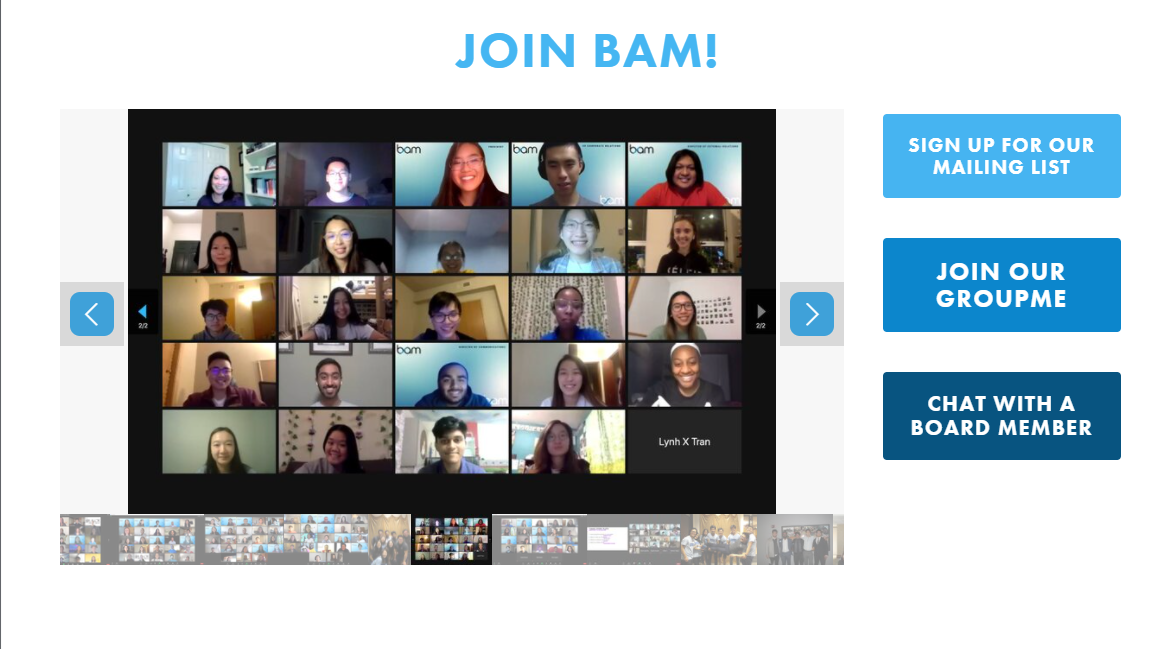 JOIN BAM!
SIGN UP FOR OUR
MAILING LIST
JOIN OUR
GROUPME
CHAT WITH A
BOARD MEMBER
bam
bam
bam
2/2
2/2
bam
Lynh X Tran